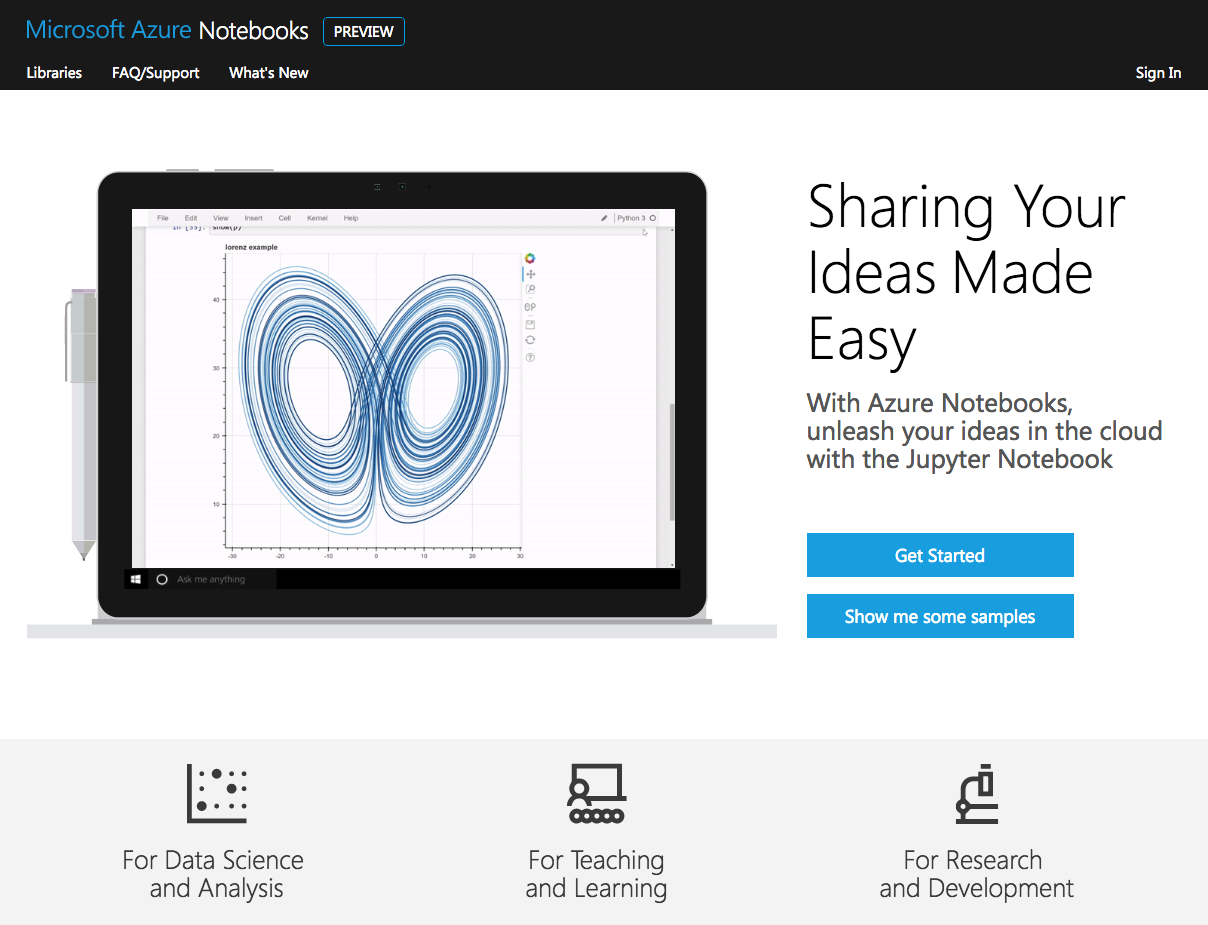 Microsoft Azure Notebooks PREVIEW
Libraries FAQ/Support What's New Sign In
File Edit View Insert Cell Kernel Help Python 3
In [55]: show(p)
lorenz example
40
30
20
10
-30 -20 -10 0 10 20 30
Ask me anything
Sharing Your
Ideas Made
Easy
With Azure Notebooks,
unleash your ideas in the cloud
with the Jupyter Notebook
Get Started
Show me some samples
For Data Science
and Analysis
For Teaching
and Learning
For Research
and Development